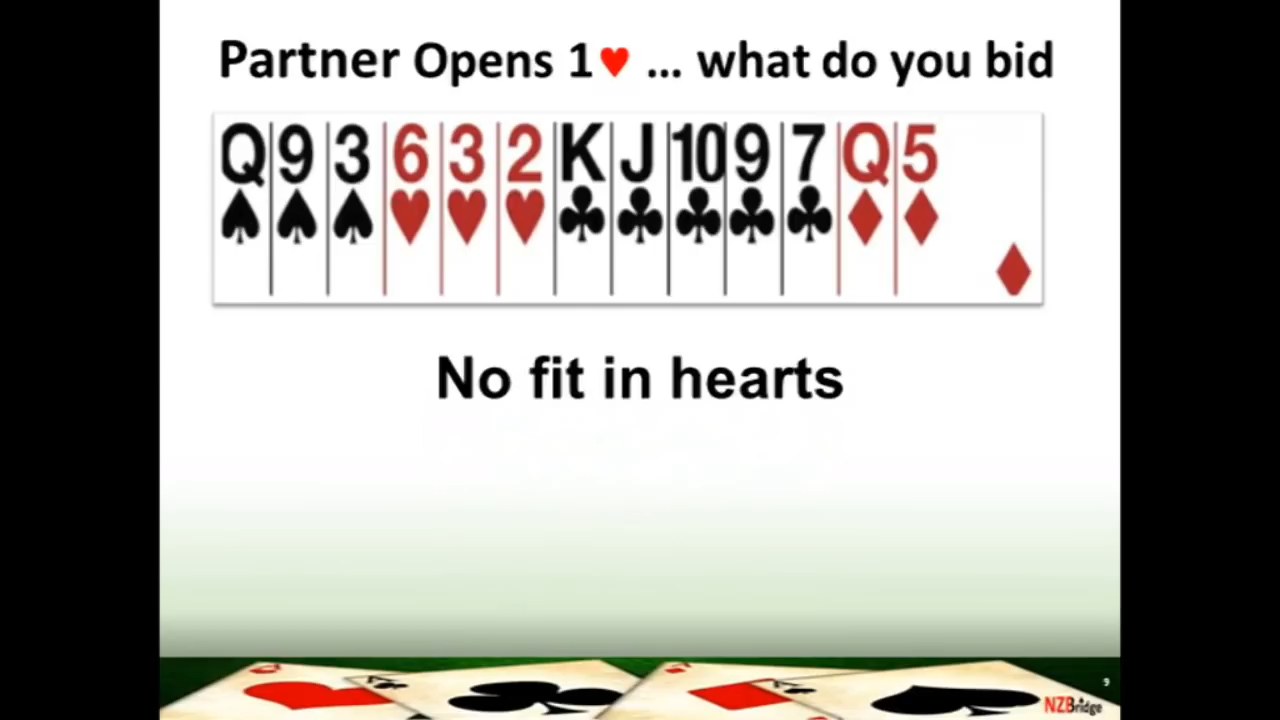 Partner Opens 1♥ ... what do you bid
Q 9 3 6 3 2 K J 10 9 7 Q 5
♠ ♠ ♠ ♥ ♥ ♥ ♣ ♣ ♣ ♣ ♣ ♦ ♦
♦
No fit in hearts
9
NZBridge